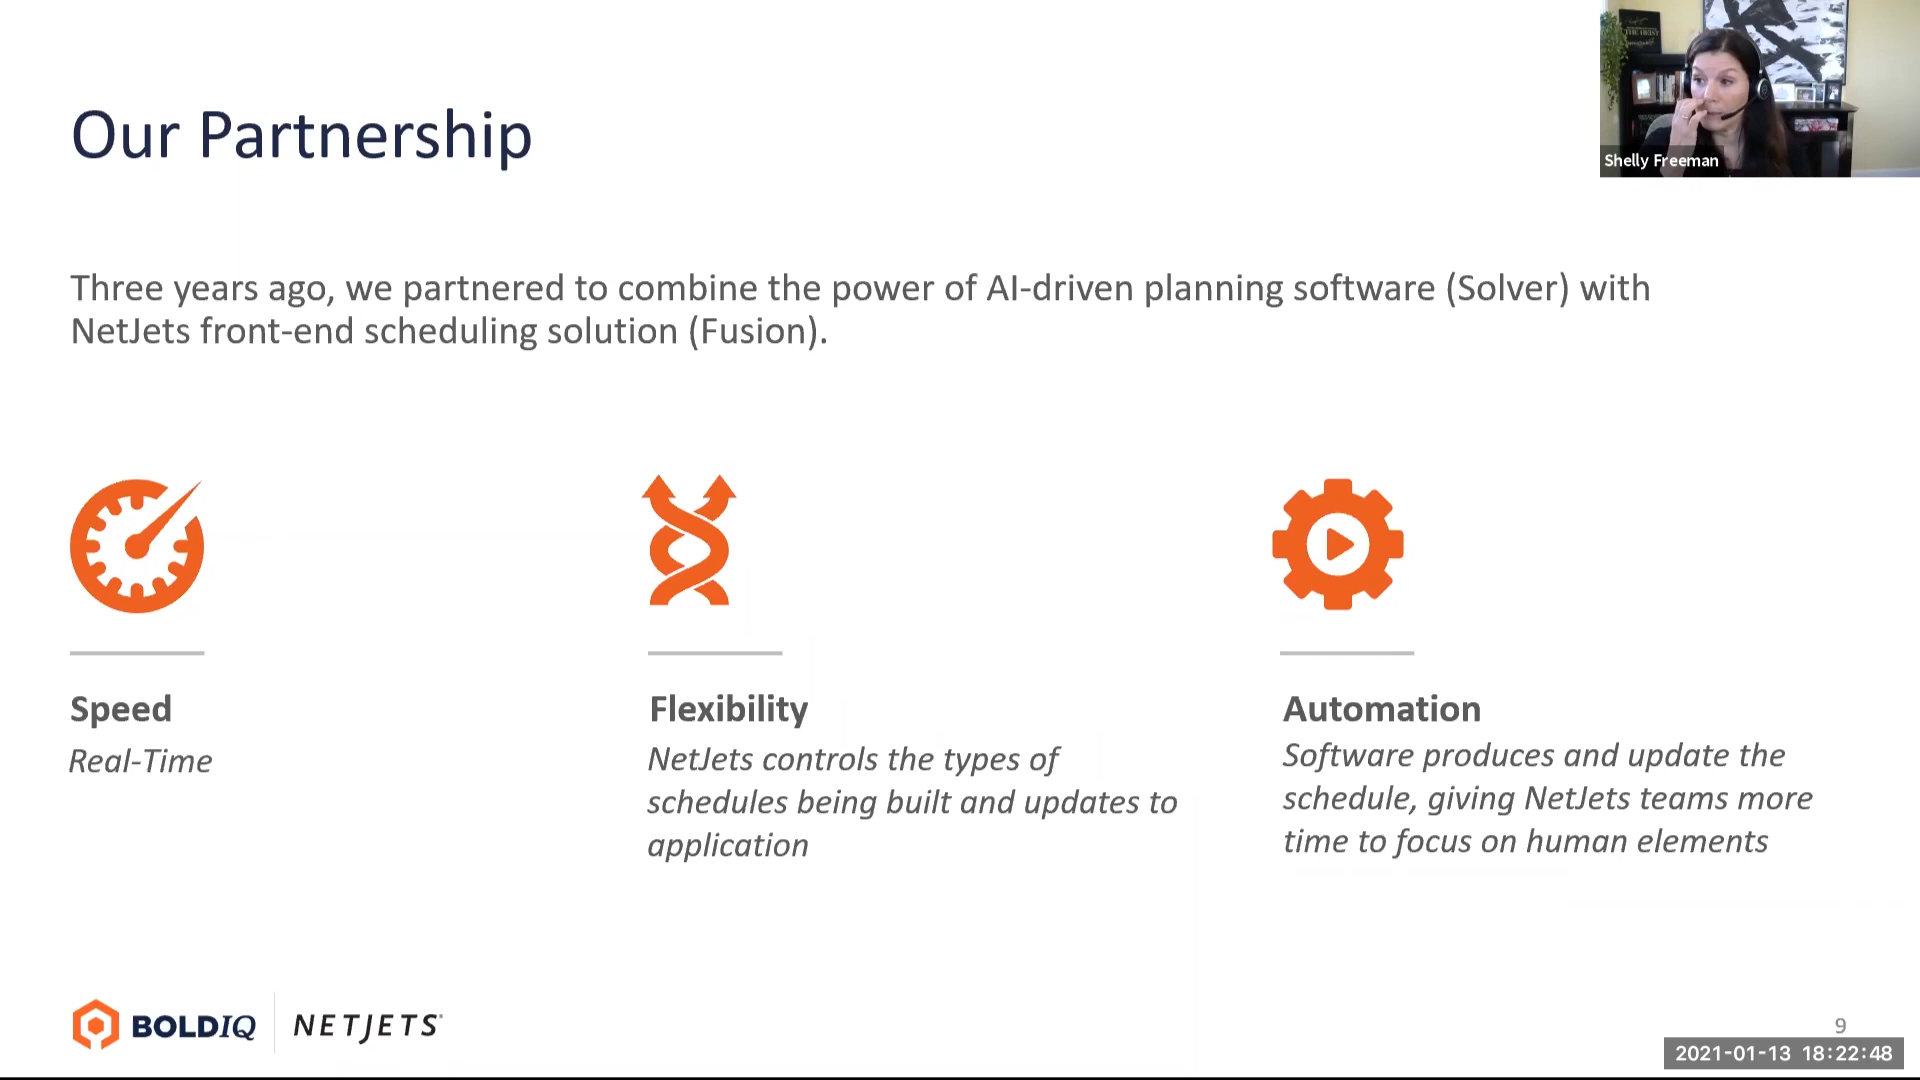 Our Partnership
THE HEIST
Shelly Freeman
Three years ago, we partnered to combine the power of AI-driven planning software (Solver) with
NetJets front-end scheduling solution (Fusion).
Speed
Real-Time
Flexibility
NetJets controls the types of
schedules being built and updates to
application
Automation
Software produces and update the
schedule, giving NetJets teams more
time to focus on human elements
BOLDIQ
NETJETS
9
2021-01-13 18:22:48